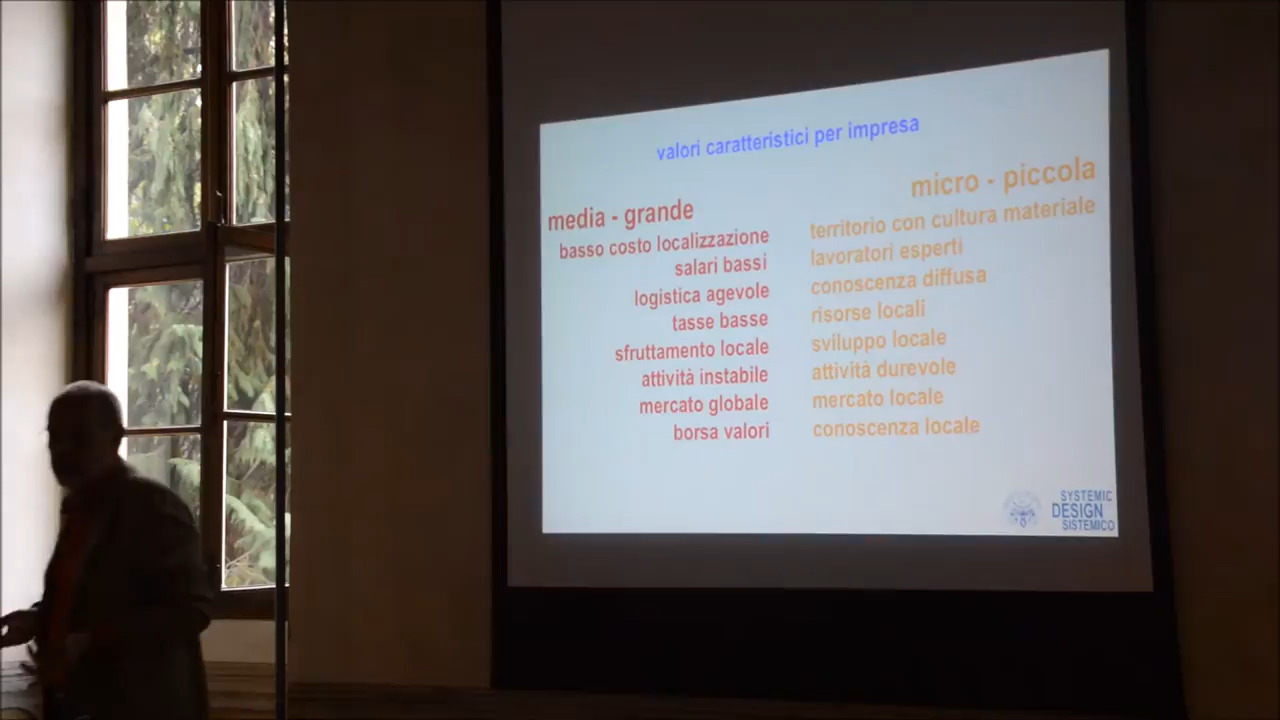 valori caratteristici per impresa
media - grande
basso costo localizzazione
salari bassi
logistica agevole
tasse basse
sfruttamento locale
attività instabile
mercato globale
borsa valori
micro - piccola
territorio con cultura materiale
lavoratori esperti
conoscenza diffusa
risorse locali
sviluppo locale
attività durevole
mercato locale
conoscenza locale
SYSTEMIC
DESIGN
SISTEMICO